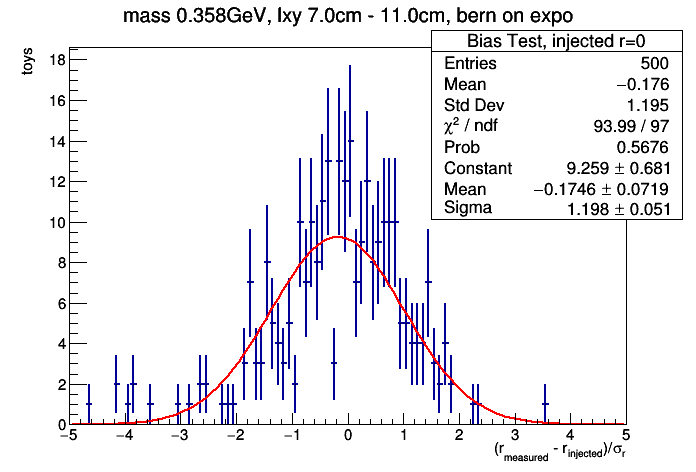 mass 0.358GeV, lxy 7.0cm - 11.0cm, bern on expo
toys
Bias Test, injected r=0
Entries 500
Mean −0.176
Std Dev 1.195
χ² / ndf 93.99 / 97
Prob 0.5676
Constant 9.259 ± 0.681
Mean −0.1746 ± 0.0719
Sigma 1.198 ± 0.051
18
16
14
12
10
8
6
4
2
0
−5 −4 −3 −2 −1 0 1 2 3 4 5
(r_measured - r_injected)/σ_r